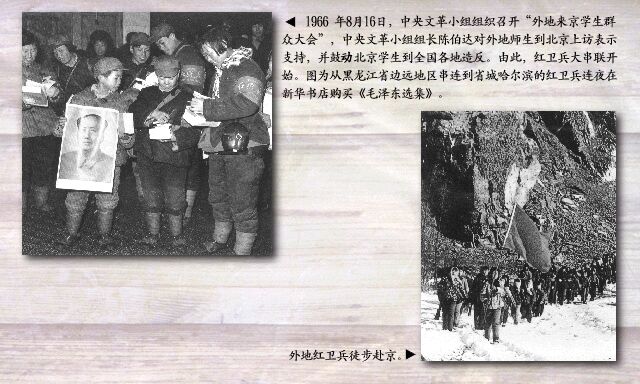 ◀ 1966 年8月16日，中央文革小组组织召开“外地来京学生群
众大会”，中央文革小组组长陈伯达对外地师生到北京上访表示
支持，并鼓动北京学生到全国各地造反。由此，红卫兵大串联开
始。图为从黑龙江省边远地区串连到省城哈尔滨的红卫兵连夜在
新华书店购买《毛泽东选集》。
外地红卫兵徒步赴京。▶